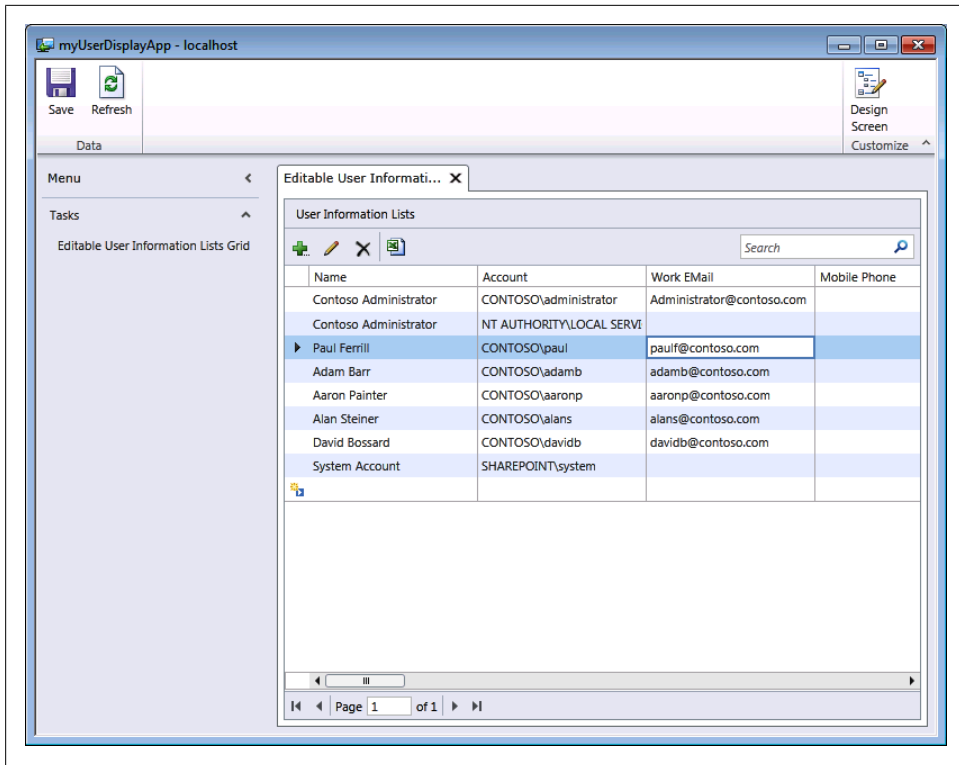 myUserDisplayApp - localhost
Save Refresh
Design
Screen
Data
Customize
Menu
Editable User Informati...
Tasks
User Information Lists
Editable User Information Lists Grid
Search
Name Account Work EMail Mobile Phone
Contoso Administrator CONTOSO\administrator Administrator@contoso.com
Contoso Administrator NT AUTHORITY\LOCAL SERVI
Paul Ferrill CONTOSO\paul paulf@contoso.com
Adam Barr CONTOSO\adamb adamb@contoso.com
Aaron Painter CONTOSO\aaronp aaronp@contoso.com
Alan Steiner CONTOSO\alans alans@contoso.com
David Bossard CONTOSO\davidb davidb@contoso.com
System Account SHAREPOINT\system
Page 1 of 1